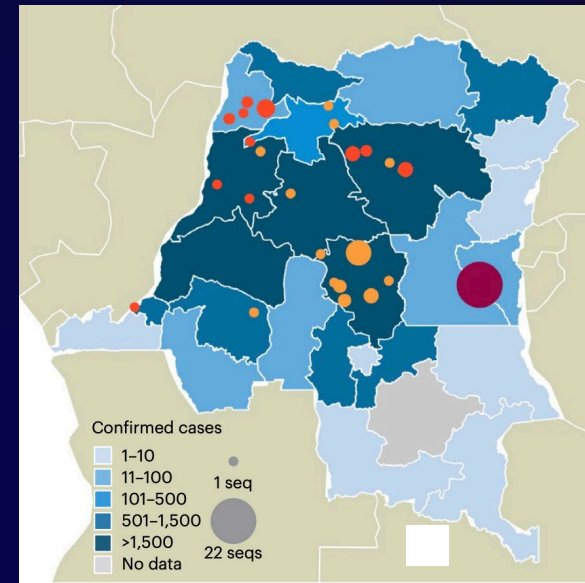 Confirmed cases
1–10
11–100
101–500
501–1,500
>1,500
No data
1 seq
22 seqs